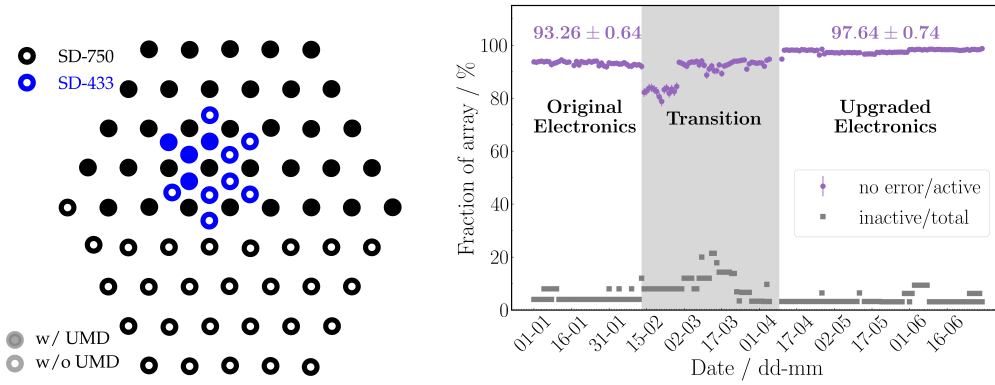 SD-750
SD-433
w/ UMD
w/o UMD
93.26 ± 0.64
97.64 ± 0.74
Original
Electronics
Transition
Upgraded
Electronics
no error/active
inactive/total
Fraction of array / %
100
80
60
40
20
0
01-01
16-01
31-01
15-02
02-03
17-03
01-04
17-04
02-05
17-05
01-06
16-06
Date / dd-mm